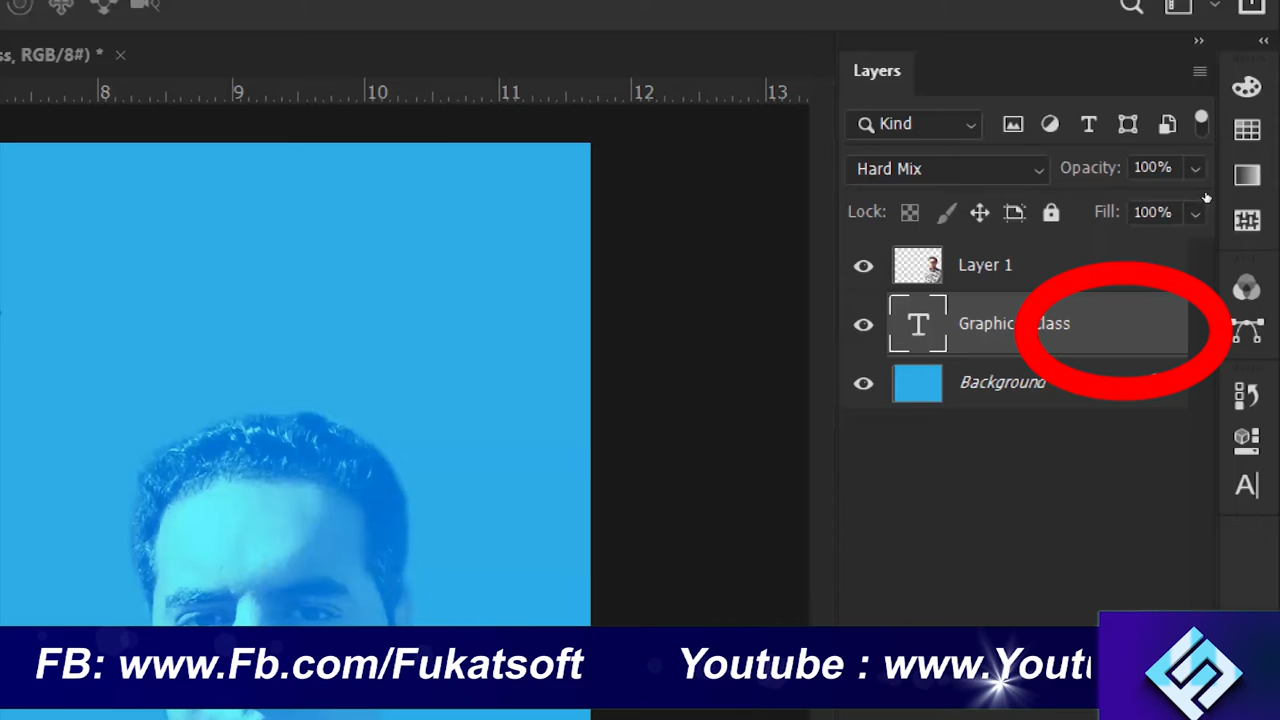 ss, RGB/8#) *
8 9 10 11 12 13
Layers
Kind
Hard Mix Opacity: 100%
Lock: Fill: 100%
Layer 1
T Graphic lass
Background
A
FB: www.Fb.com/Fukatsoft Youtube : www.Youtu